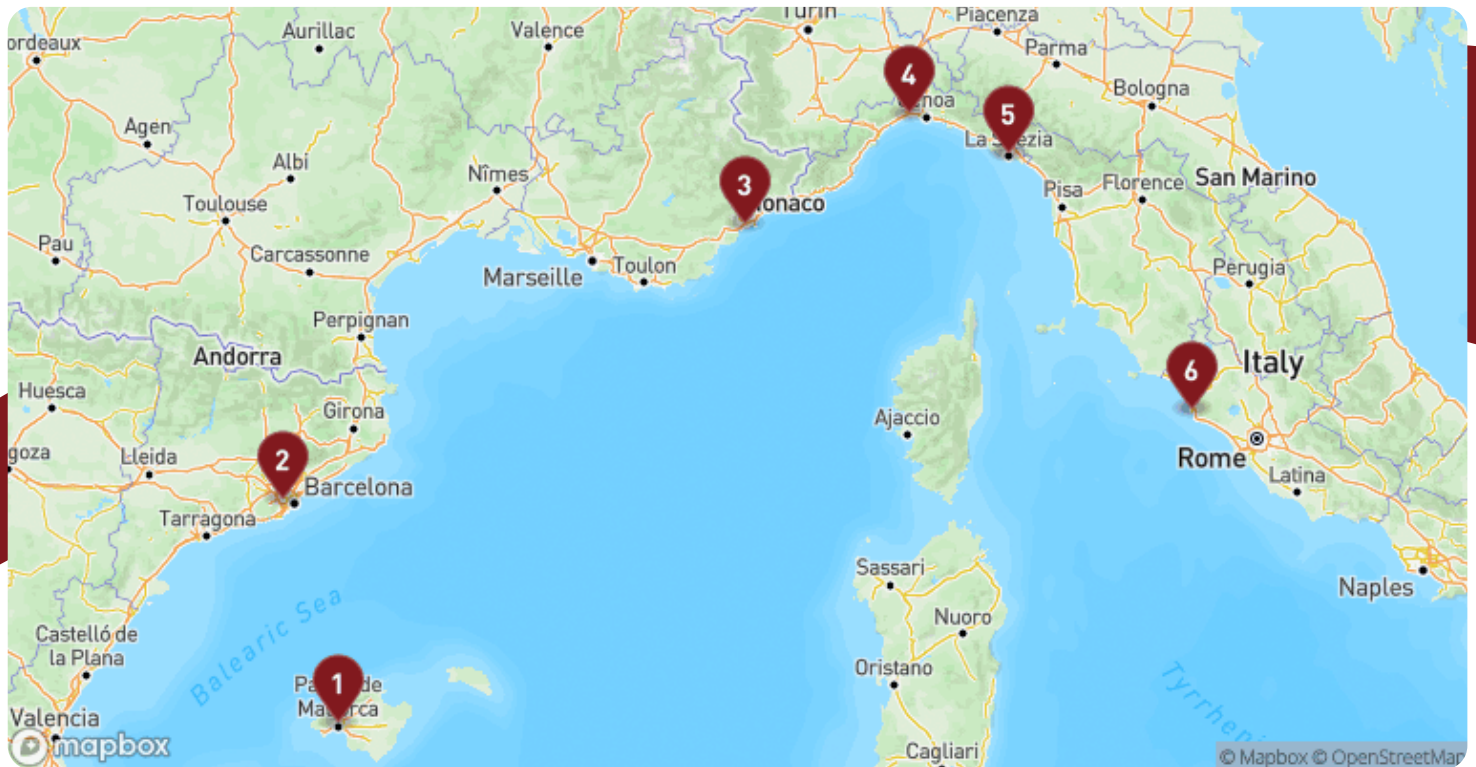 Turin
Piacenza
ordeaux
Aurillac
Valence
Parma
4
Bologna
noa
Agen
5
La Spezia
Albi
Nîmes
San Marino
3
Pisa
Florence
Toulouse
onaco
Pau
Carcassonne
Marseille
Toulon
Perugia
Perpignan
Andorra
6
Italy
Huesca
Girona
Ajaccio
goza
Lleida
2
Rome
Barcelona
Latina
Tarragona
Sassari
Naples
Balearic Sea
Nuoro
Castelló de
la Plana
Oristano
1
Palma de
Mallorca
Tyrrheni
Valencia
mapbox
Cagliari
© Mapbox © OpenStreetMap